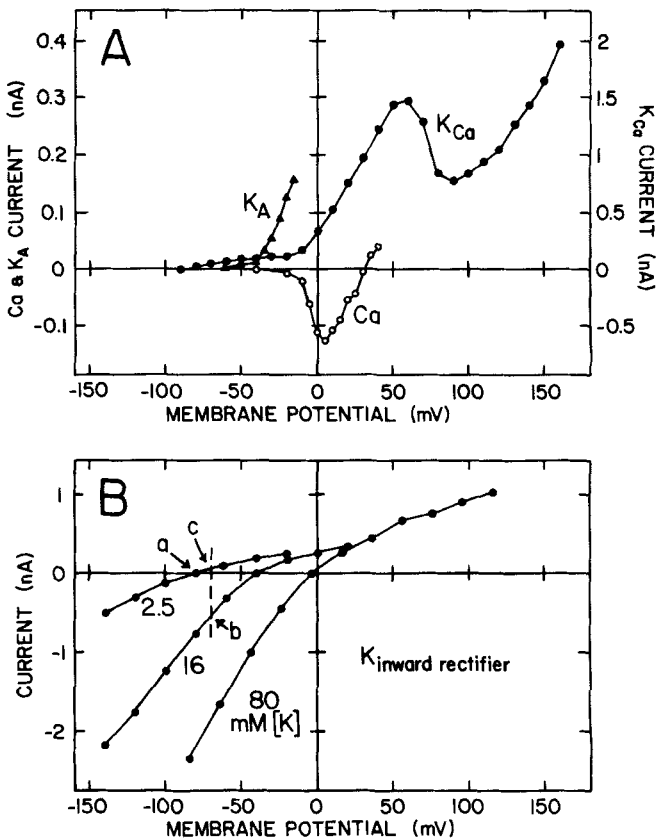 A
0.4
0.3
0.2
0.1
0
-0.1
Ca & KA CURRENT (nA)
2
1.5
1
0.5
0
-0.5
KCa CURRENT (nA)
KA
KCa
Ca
-150 -100 -50 0 50 100 150
MEMBRANE POTENTIAL (mV)
B
1
0
-1
-2
CURRENT (nA)
a
c
b
2.5
16
80
mM [K]
Kinward rectifier
-150 -100 -50 0 50 100 150
MEMBRANE POTENTIAL (mV)